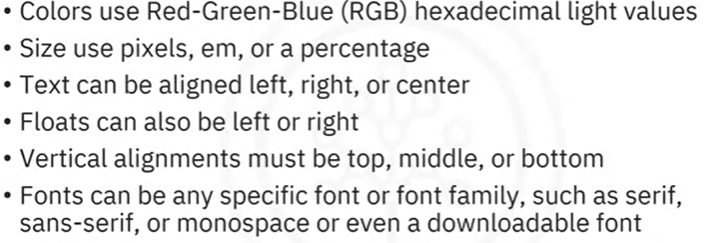 • Colors use Red-Green-Blue (RGB) hexadecimal light values
• Size use pixels, em, or a percentage
• Text can be aligned left, right, or center
• Floats can also be left or right
• Vertical alignments must be top, middle, or bottom
• Fonts can be any specific font or font family, such as serif,
sans-serif, or monospace or even a downloadable font